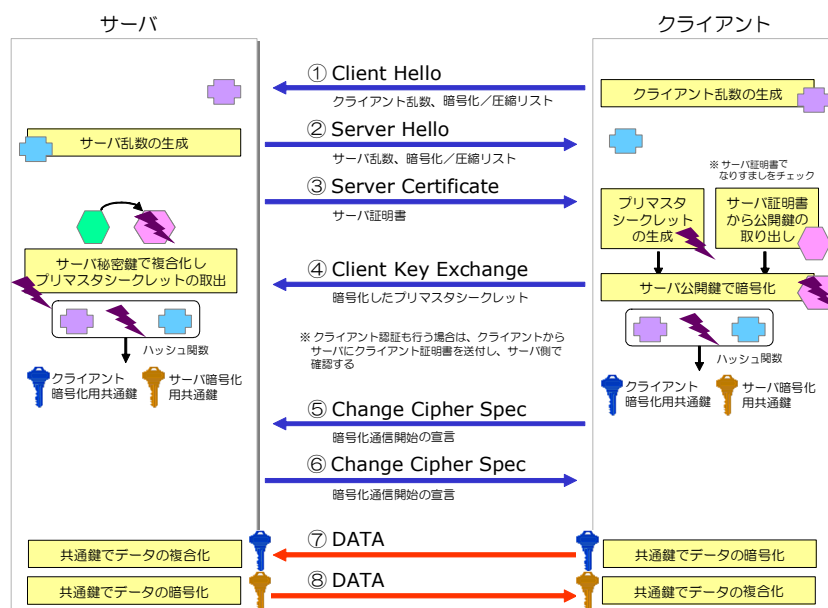 サーバ
クライアント
① Client Hello
クライアント乱数、暗号化／圧縮リスト
クライアント乱数の生成
サーバ乱数の生成
② Server Hello
サーバ乱数、暗号化／圧縮リスト
※ サーバ証明書で
なりすましをチェック
③ Server Certificate
サーバ証明書
プリマスタ
シークレット
の生成
サーバ証明書
から公開鍵の
取り出し
サーバ秘密鍵で複合化し
プリマスタシークレットの取出
④ Client Key Exchange
暗号化したプリマスタシークレット
サーバ公開鍵で暗号化
※ クライアント認証も行う場合は、クライアントから
サーバにクライアント証明書を送付し、サーバ側で
確認する
ハッシュ関数
クライアント
暗号化用共通鍵
サーバ暗号化
用共通鍵
ハッシュ関数
クライアント
暗号化用共通鍵
サーバ暗号化
用共通鍵
⑤ Change Cipher Spec
暗号化通信開始の宣言
⑥ Change Cipher Spec
暗号化通信開始の宣言
⑦ DATA
共通鍵でデータの複合化
共通鍵でデータの暗号化
⑧ DATA
共通鍵でデータの暗号化
共通鍵でデータの複合化